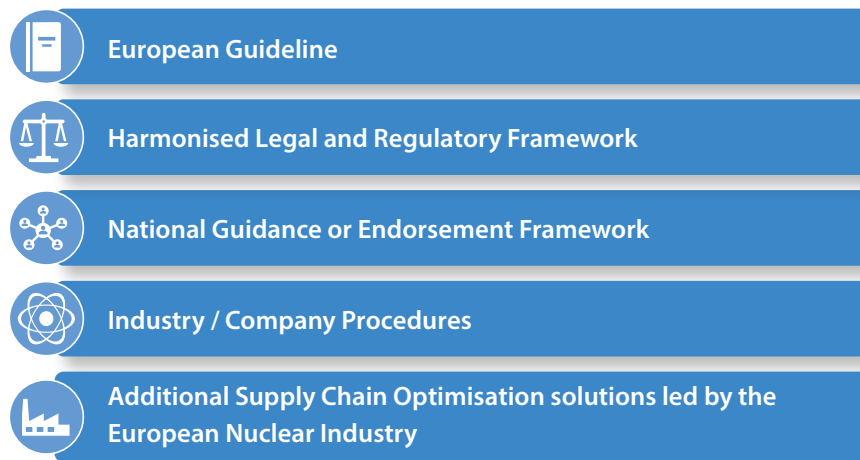 European Guideline
Harmonised Legal and Regulatory Framework
National Guidance or Endorsement Framework
Industry / Company Procedures
Additional Supply Chain Optimisation solutions led by the
European Nuclear Industry